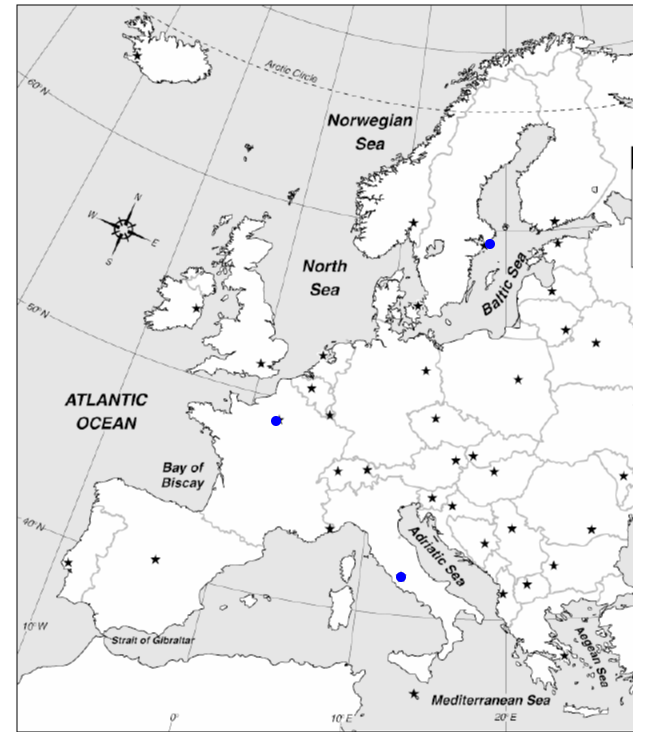 Arctic Circle
60°N
Norwegian
Sea
N
W
E
S
North
Sea
Baltic Sea
50°N
ATLANTIC
OCEAN
Bay of
Biscay
40°N
Adriatic Sea
10°W
Strait of Gibraltar
Aegean Sea
Mediterranean Sea
0°
10°E
20°E